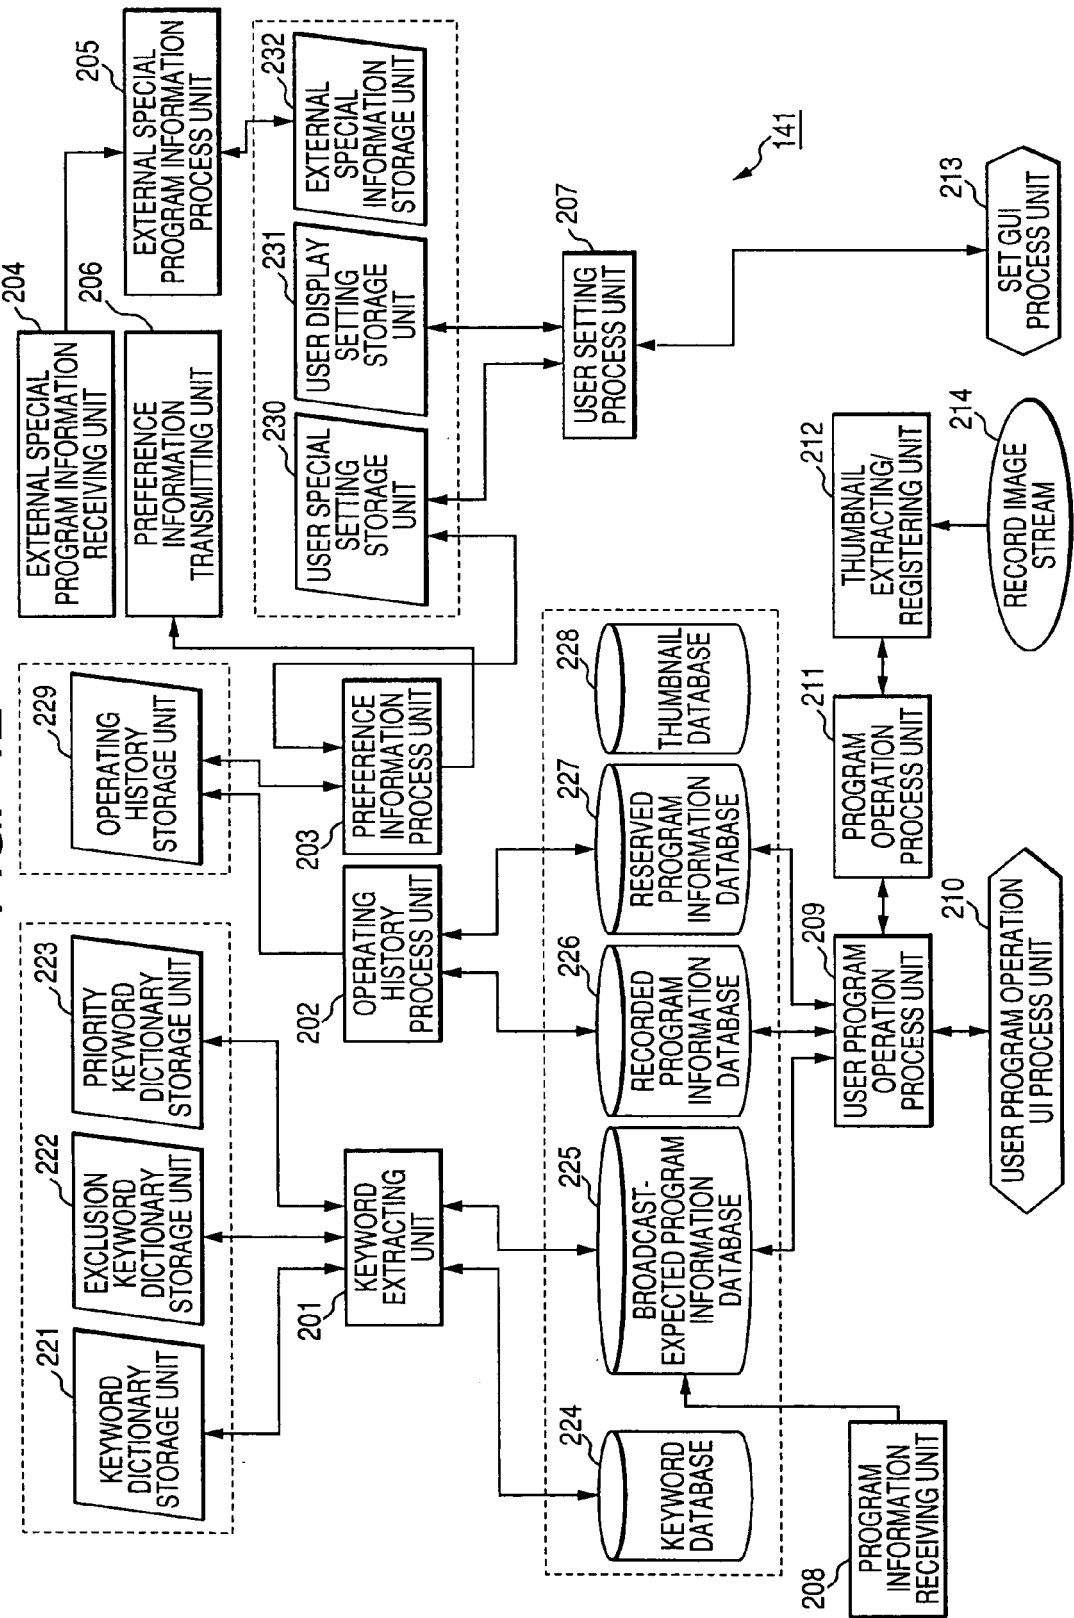 221
KEYWORD
DICTIONARY
STORAGE UNIT
222
EXCLUSION
KEYWORD
DICTIONARY
STORAGE UNIT
223
PRIORITY
KEYWORD
DICTIONARY
STORAGE UNIT
229
OPERATING
HISTORY
STORAGE UNIT
204
EXTERNAL SPECIAL
PROGRAM INFORMATION
RECEIVING UNIT
206
PREFERENCE
INFORMATION
TRANSMITTING UNIT
205
EXTERNAL SPECIAL
PROGRAM INFORMATION
PROCESS UNIT
201
KEYWORD
EXTRACTING
UNIT
202
OPERATING
HISTORY
PROCESS UNIT
203
PREFERENCE
INFORMATION
PROCESS UNIT
230
USER SPECIAL
SETTING
STORAGE
UNIT
231
USER DISPLAY
SETTING
STORAGE
UNIT
232
EXTERNAL
SPECIAL
INFORMATION
STORAGE UNIT
224
KEYWORD
DATABASE
225
BROADCAST-
EXPECTED PROGRAM
INFORMATION
DATABASE
226
RECORDED
PROGRAM
INFORMATION
DATABASE
227
RESERVED
PROGRAM
INFORMATION
DATABASE
228
THUMBNAIL
DATABASE
207
USER SETTING
PROCESS UNIT
141
208
PROGRAM
INFORMATION
RECEIVING UNIT
209
USER PROGRAM
OPERATION
PROCESS UNIT
211
PROGRAM
OPERATION
PROCESS UNIT
212
THUMBNAIL
EXTRACTING/
REGISTERING UNIT
210
USER PROGRAM OPERATION
UI PROCESS UNIT
214
RECORD IMAGE
STREAM
213
SET GUI
PROCESS UNIT